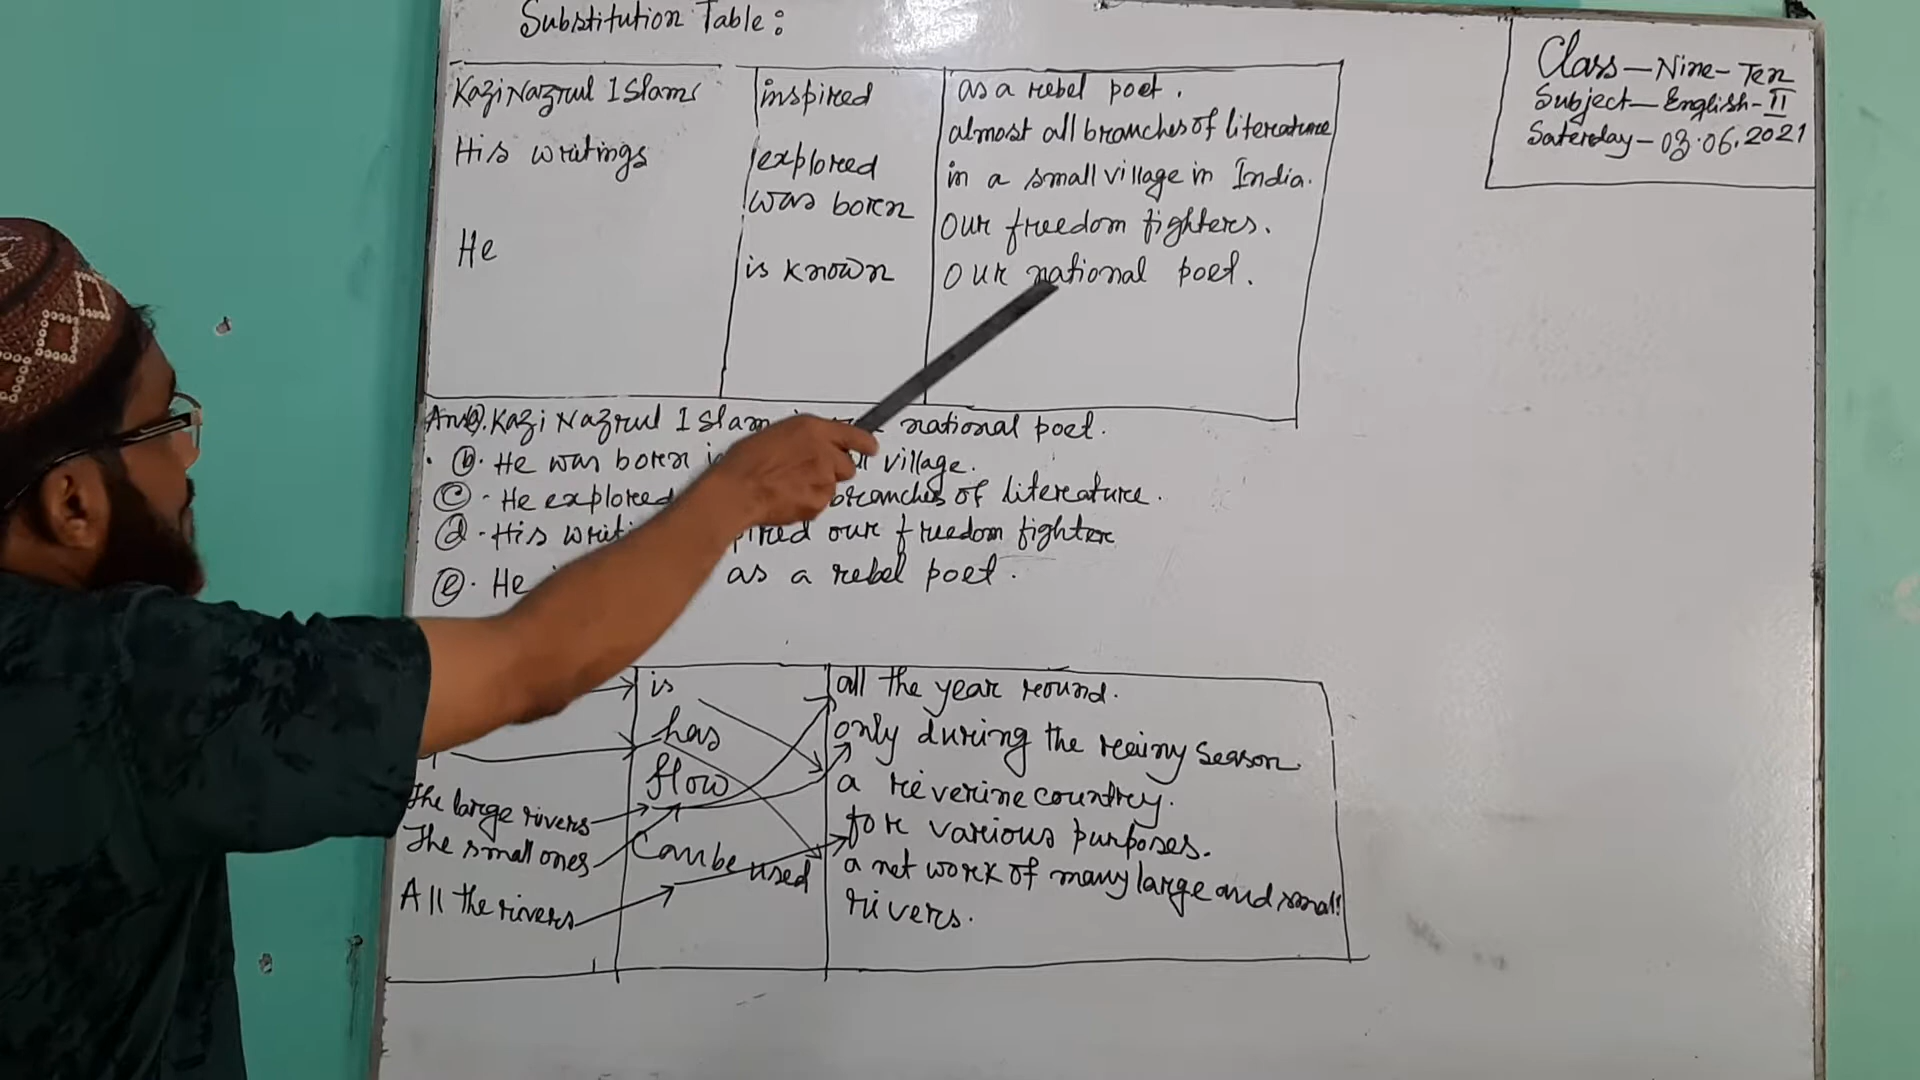 Substitution Table:
Class—Nine-Ten
Subject—English-II
Saterday—03.06.2021
Kazi Nazrul Islam inspired as a rebel poet.
His writings explored almost all branches of literature
was born in a small village in India.
He our freedom fighters.
is known our national poet.
Ans: Kazi Nazrul Islam national poet.
(b). He was born village.
(c). He explored branches of literature.
(d). His our freedom fighter
(e). He as a rebel poet.
is all the year round.
has only during the reainy season.
flow a reverine country.
The large rivers for various purposes.
The small ones can be used a net work of many large and small
All the rivers rivers.